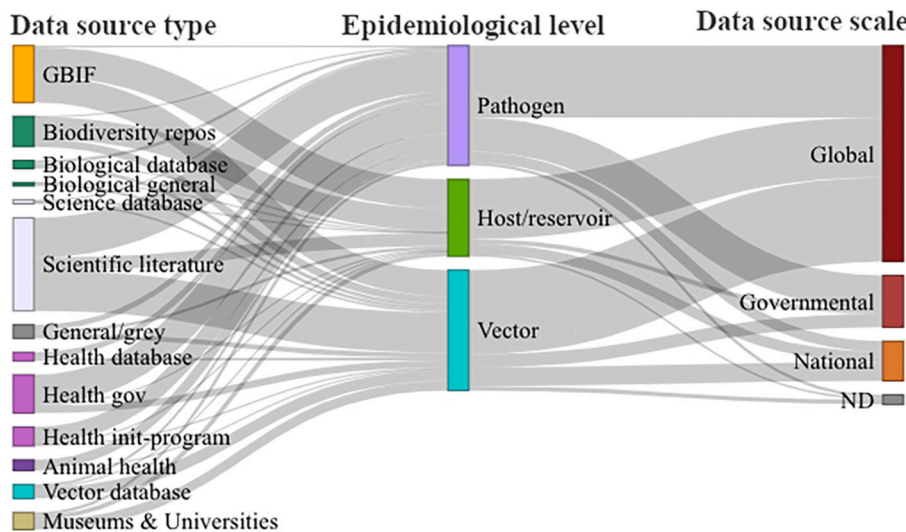 Data source type
Epidemiological level
Data source scale
GBIF
Biodiversity repos
Biological database
Biological general
Science database
Scientific literature
General/grey
Health database
Health gov
Health init-program
Animal health
Vector database
Museums & Universities
Pathogen
Host/reservoir
Vector
Global
Governmental
National
ND